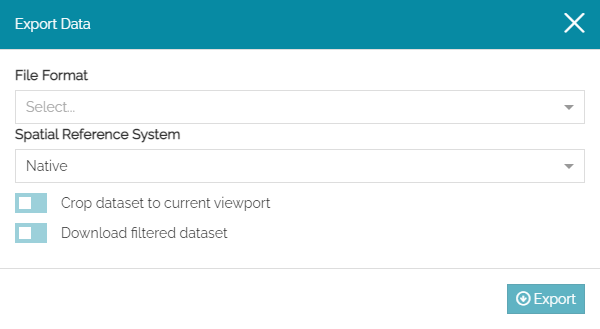 Export Data
File Format
Select...
Spatial Reference System
Native
Crop dataset to current viewport
Download filtered dataset
Export